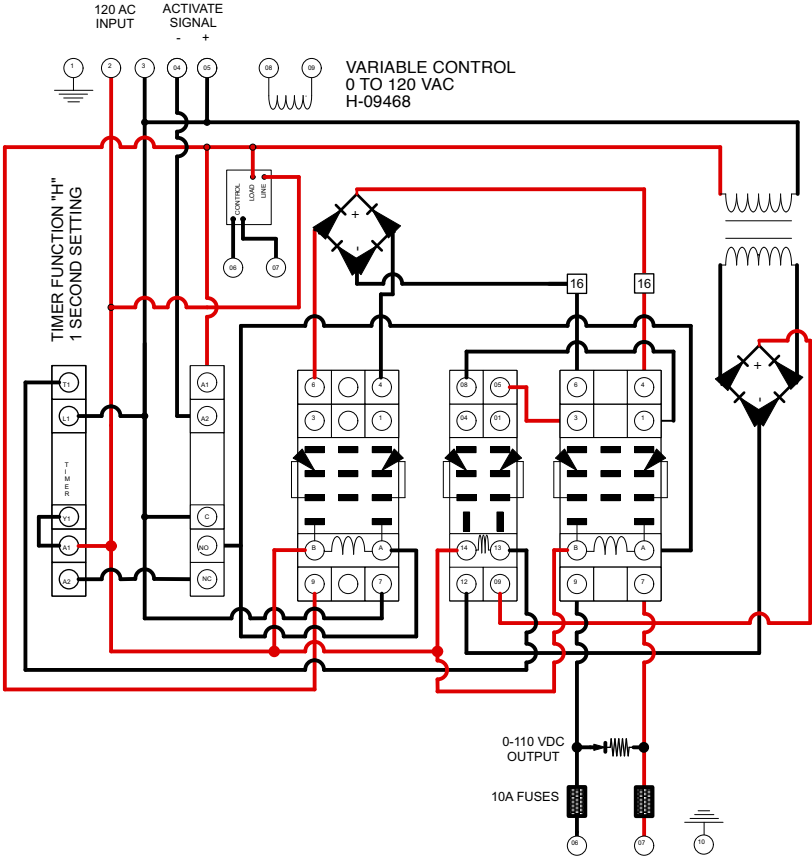 120 AC
INPUT
ACTIVATE
SIGNAL
- +
1 2 3 04 05 08 09
VARIABLE CONTROL
0 TO 120 VAC
H-09468
TIMER FUNCTION "H"
1 SECOND SETTING
CONTROL
LOAD
LINE
06 07
+
-
16 16
+
-
T1
L1
TIMER
Y1
A1
A2
A1
A2
C
NO
NC
6 4
3 1
B A
9 7
08 05
04 01
14 13
12 09
6 4
3 1
B A
9 7
0-110 VDC
OUTPUT
10A FUSES
06 07 10